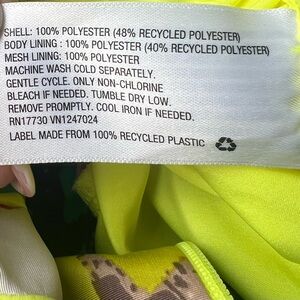 SHELL: 100% POLYESTER (48% RECYCLED POLYESTER)
BODY LINING : 100% POLYESTER (40% RECYCLED POLYESTER)
MESH LINING: 100% POLYESTER
MACHINE WASH COLD SEPARATELY.
GENTLE CYCLE. ONLY NON-CHLORINE
BLEACH IF NEEDED. TUMBLE DRY LOW.
REMOVE PROMPTLY. COOL IRON IF NEEDED.
RN17730 VN1247024
LABEL MADE FROM 100% RECYCLED PLASTIC